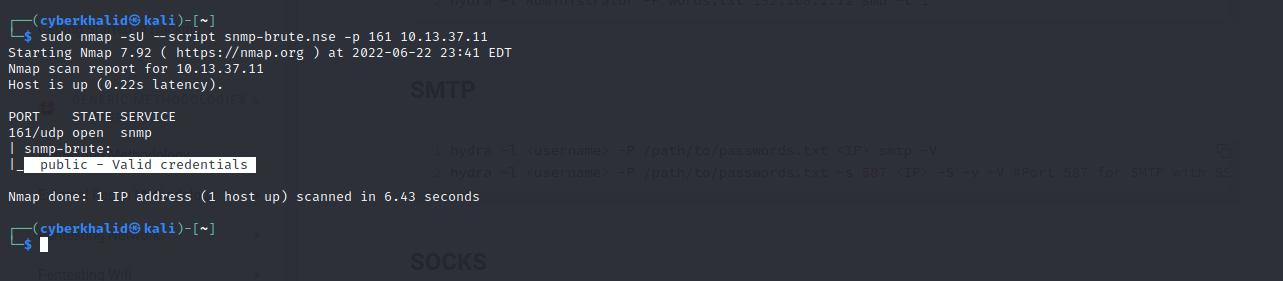 ┌──(cyberkhalid㉿kali)-[~]
└─$ sudo nmap -sU --script snmp-brute.nse -p 161 10.13.37.11
Starting Nmap 7.92 ( https://nmap.org ) at 2022-06-22 23:41 EDT
Nmap scan report for 10.13.37.11
Host is up (0.22s latency).
SMTP
PORT    STATE SERVICE
161/udp open  snmp
| snmp-brute:
|_  public - Valid credentials
1 hydra -l <username> -P /path/to/passwords.txt <IP> smtp -V
2 hydra -l <username> -P /path/to/passwords.txt -s 587 <IP> -S -v -V #Port 587 for SMTP with
Nmap done: 1 IP address (1 host up) scanned in 6.43 seconds
┌──(cyberkhalid㉿kali)-[~]
└─$
SOCKS
Pentesting Wifi